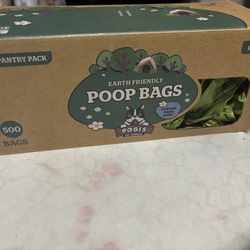 PANTRY PACK
EARTH FRIENDLY
POOP BAGS
POGI'S
500
BAGS